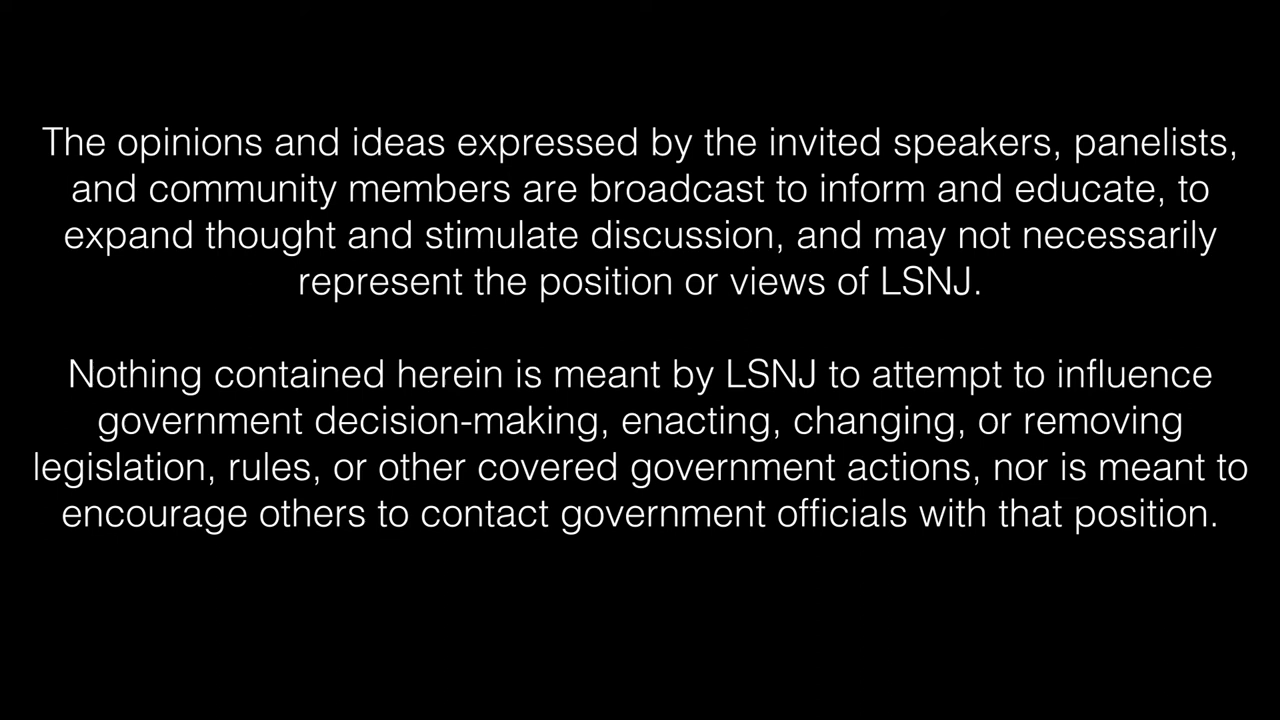 The opinions and ideas expressed by the invited speakers, panelists,
and community members are broadcast to inform and educate, to
expand thought and stimulate discussion, and may not necessarily
represent the position or views of LSNJ.
Nothing contained herein is meant by LSNJ to attempt to influence
government decision-making, enacting, changing, or removing
legislation, rules, or other covered government actions, nor is meant to
encourage others to contact government officials with that position.